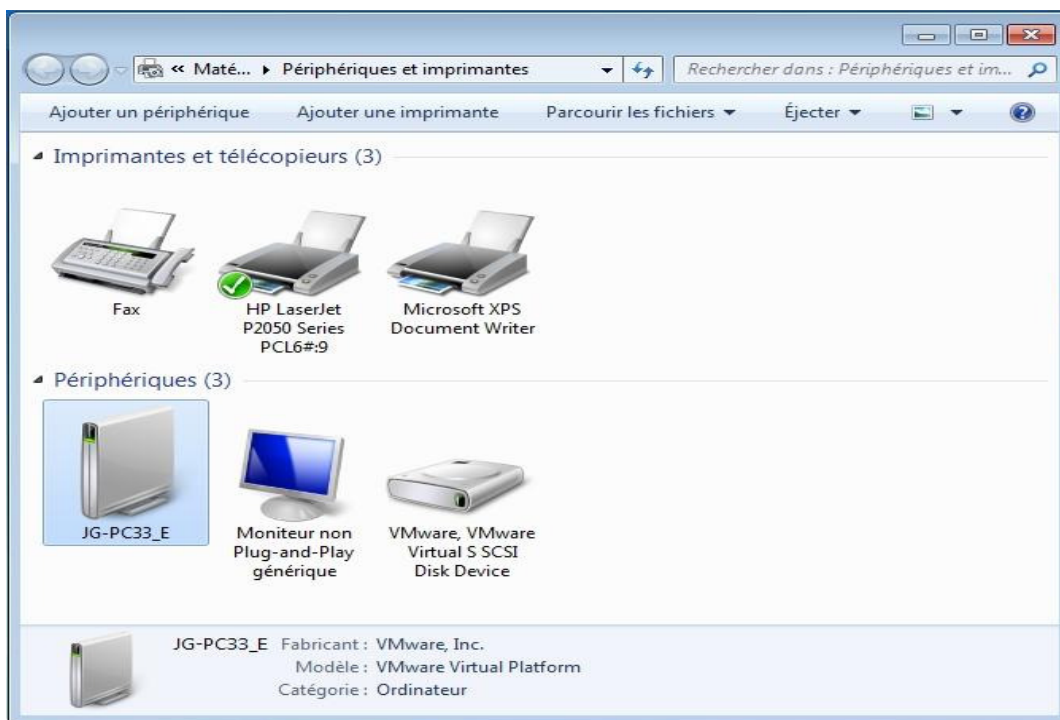 « Maté... ▸ Périphériques et imprimantes
Rechercher dans : Périphériques et im...
Ajouter un périphérique Ajouter une imprimante Parcourir les fichiers Éjecter
Imprimantes et télécopieurs (3)
Fax
HP LaserJet
P2050 Series
PCL6#:9
Microsoft XPS
Document Writer
Périphériques (3)
JG-PC33_E
Moniteur non
Plug-and-Play
générique
VMware, VMware
Virtual S SCSI
Disk Device
JG-PC33_E Fabricant : VMware, Inc.
Modèle : VMware Virtual Platform
Catégorie : Ordinateur